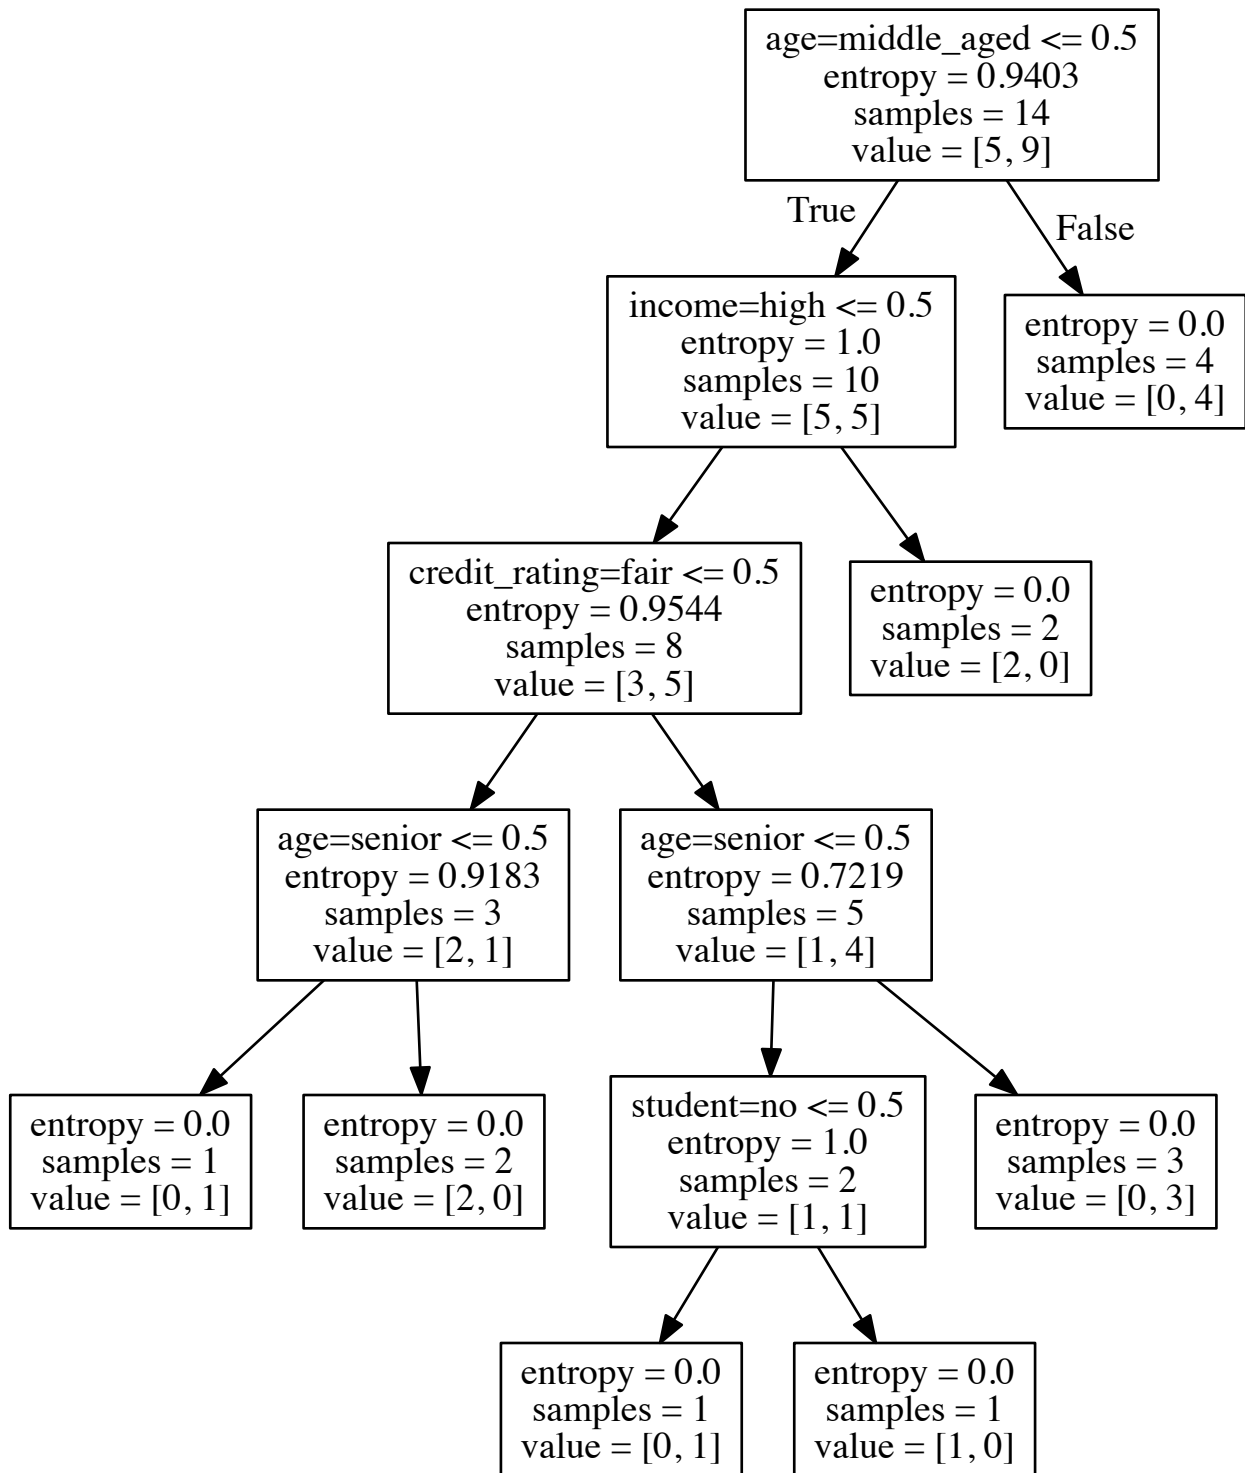 age=middle_aged <= 0.5
entropy = 0.9403
samples = 14
value = [5, 9]
True
False
income=high <= 0.5
entropy = 1.0
samples = 10
value = [5, 5]
entropy = 0.0
samples = 4
value = [0, 4]
credit_rating=fair <= 0.5
entropy = 0.9544
samples = 8
value = [3, 5]
entropy = 0.0
samples = 2
value = [2, 0]
age=senior <= 0.5
entropy = 0.9183
samples = 3
value = [2, 1]
age=senior <= 0.5
entropy = 0.7219
samples = 5
value = [1, 4]
entropy = 0.0
samples = 1
value = [0, 1]
entropy = 0.0
samples = 2
value = [2, 0]
student=no <= 0.5
entropy = 1.0
samples = 2
value = [1, 1]
entropy = 0.0
samples = 3
value = [0, 3]
entropy = 0.0
samples = 1
value = [0, 1]
entropy = 0.0
samples = 1
value = [1, 0]